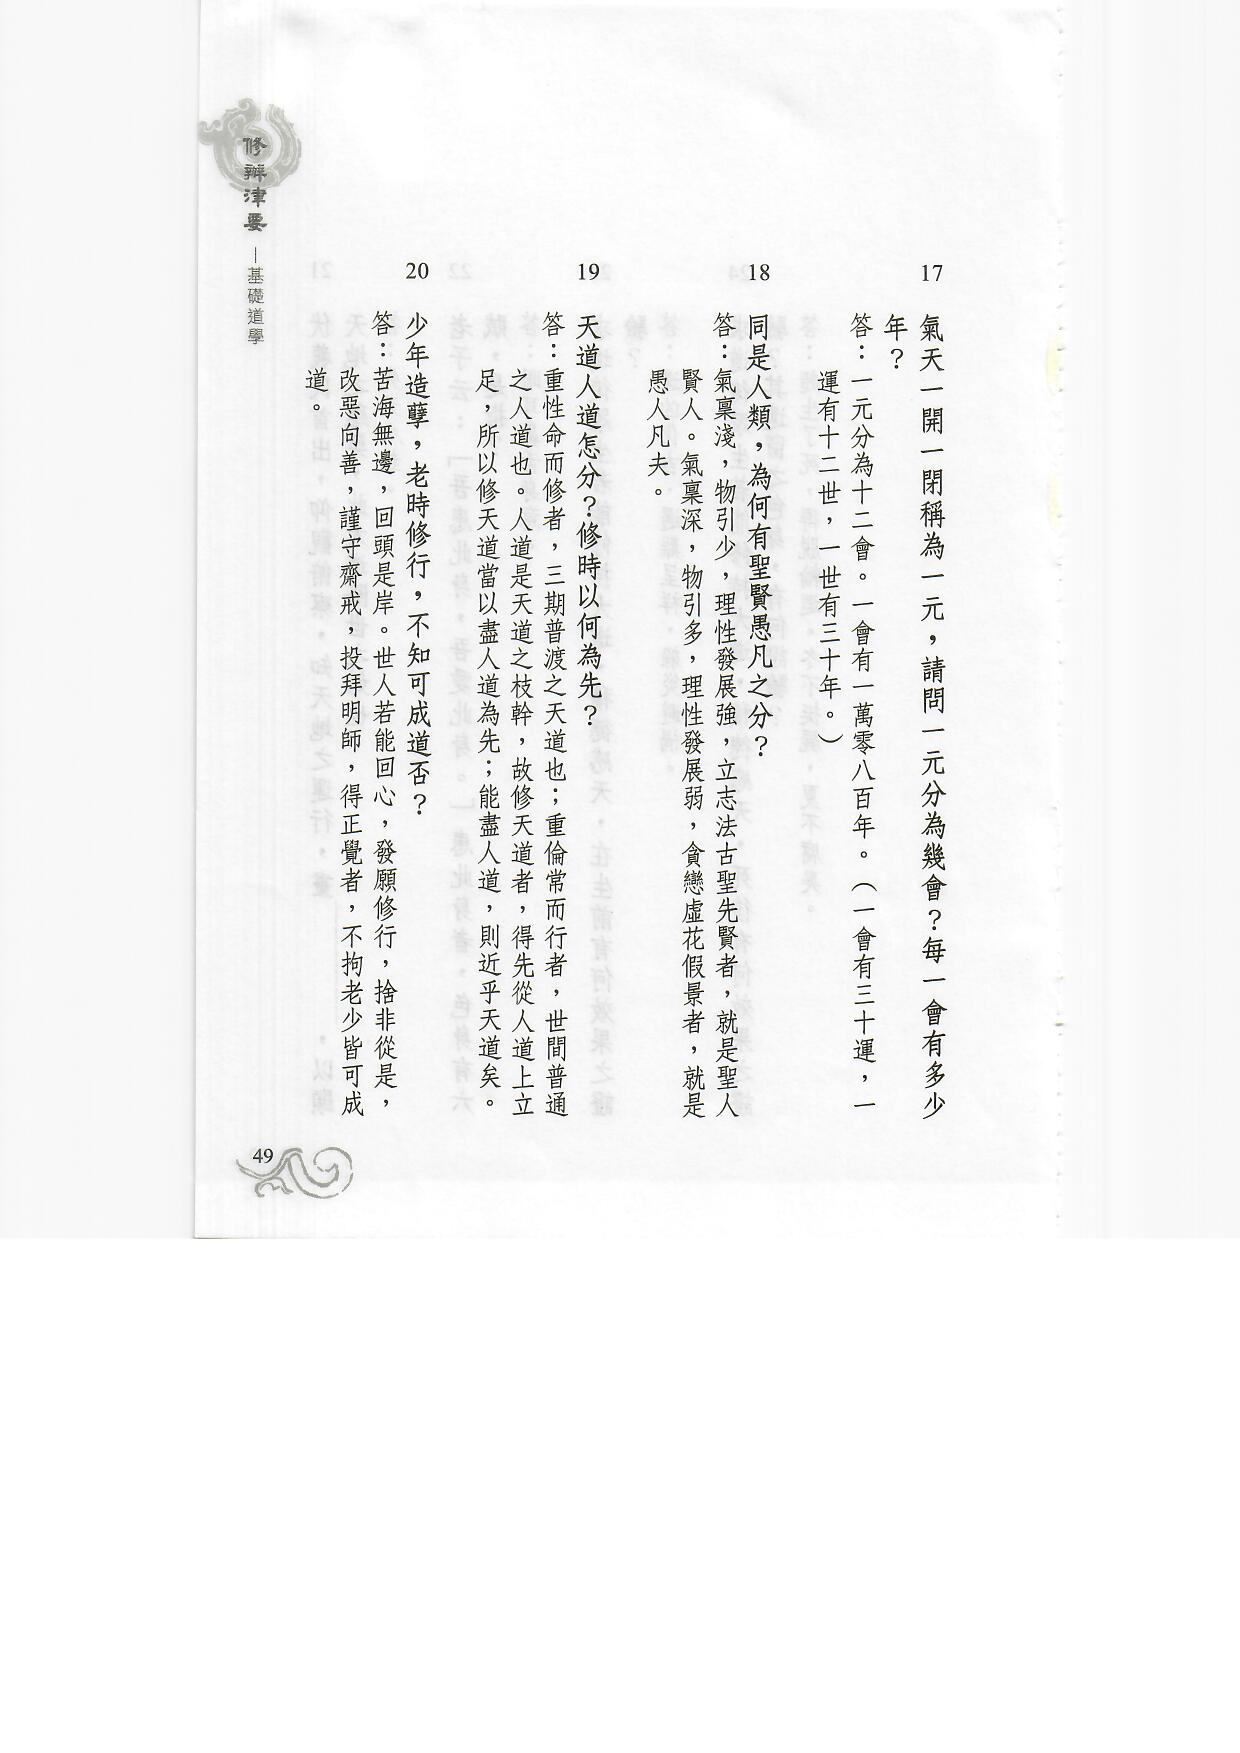 17
氣天一開一閉稱為一元，請問一元分為幾會？每一會有多少
年？
答：一元分為十二會。一會有一萬零八百年。（一會有三十運，一
運有十二世，一世有三十年。）
18
同是人類，為何有聖賢愚凡之分？
答：氣稟淺，物引少，理性發展強，立志法古聖先賢者，就是聖人
賢人。氣稟深，物引多，理性發展弱，貪戀虛花假景者，就是
愚人凡夫。
19
天道人道怎分？修時以何為先？
答：重性命而修者，三期普渡之天道也；重倫常而行者，世間普通
之人道也。人道是天道之枝幹，故修天道者，得先從人道上立
足，所以修天道當以盡人道為先；能盡人道，則近乎天道矣。
20
少年造孽，老時修行，不知可成道否？
答：苦海無邊，回頭是岸。世人若能回心，發願修行，捨非從是，
改惡向善，謹守齋戒，投拜明師，得正覺者，不拘老少皆可成
道。
修辦津要—基礎道學
49